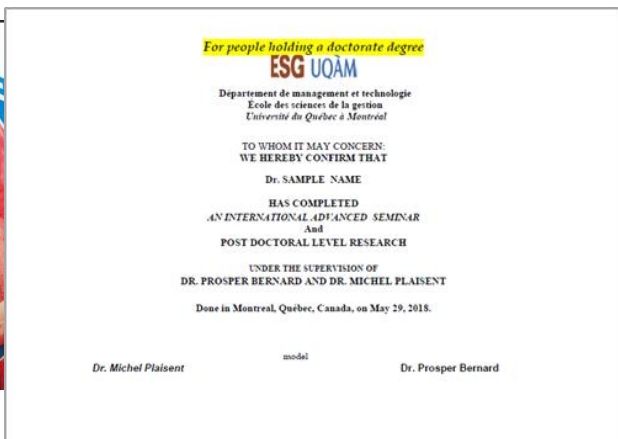 For people holding a doctorate degree
ESG UQÀM
Département de management et technologie
École des sciences de la gestion
Université du Québec à Montréal
TO WHOM IT MAY CONCERN:
WE HEREBY CONFIRM THAT
Dr. SAMPLE NAME
HAS COMPLETED
AN INTERNATIONAL ADVANCED SEMINAR
And
POST DOCTORAL LEVEL RESEARCH
UNDER THE SUPERVISION OF
DR. PROSPER BERNARD AND DR. MICHEL PLAISENT
Done in Montreal, Québec, Canada, on May 29, 2018.
model
Dr. Michel Plaisent Dr. Prosper Bernard